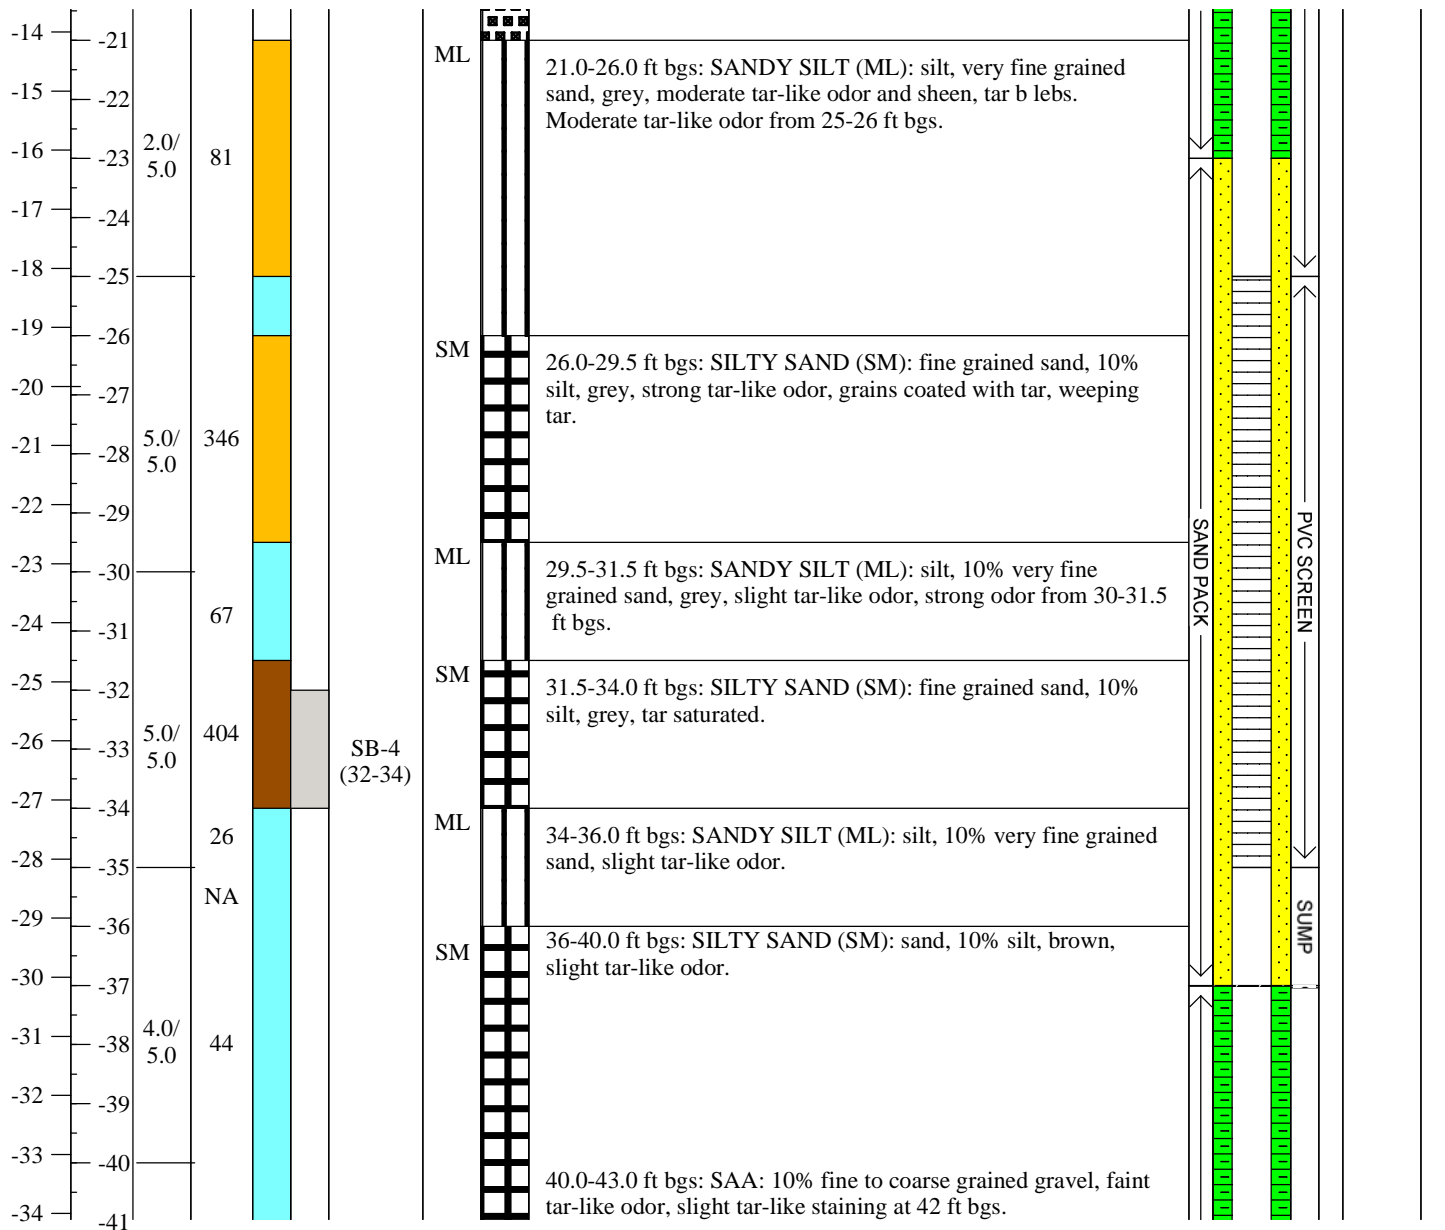 -14
-15
-16
-17
-18
-19
-20
-21
-22
-23
-24
-25
-26
-27
-28
-29
-30
-31
-32
-33
-34
-21
-22
-23
-24
-25
-26
-27
-28
-29
-30
-31
-32
-33
-34
-35
-36
-37
-38
-39
-40
-41
2.0/
5.0
5.0/
5.0
5.0/
5.0
4.0/
5.0
81
346
67
404
26
NA
44
SB-4
(32-34)
ML
21.0-26.0 ft bgs: SANDY SILT (ML): silt, very fine grained
sand, grey, moderate tar-like odor and sheen, tar b lebs.
Moderate tar-like odor from 25-26 ft bgs.
SM
26.0-29.5 ft bgs: SILTY SAND (SM): fine grained sand, 10%
silt, grey, strong tar-like odor, grains coated with tar, weeping
tar.
ML
29.5-31.5 ft bgs: SANDY SILT (ML): silt, 10% very fine
grained sand, grey, slight tar-like odor, strong odor from 30-31.5
ft bgs.
SM
31.5-34.0 ft bgs: SILTY SAND (SM): fine grained sand, 10%
silt, grey, tar saturated.
ML
34-36.0 ft bgs: SANDY SILT (ML): silt, 10% very fine grained
sand, slight tar-like odor.
SM
36-40.0 ft bgs: SILTY SAND (SM): sand, 10% silt, brown,
slight tar-like odor.
40.0-43.0 ft bgs: SAA: 10% fine to coarse grained gravel, faint
tar-like odor, slight tar-like staining at 42 ft bgs.
SAND PACK
PVC SCREEN
SUMP